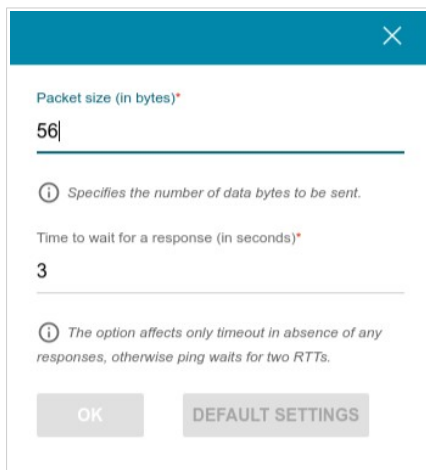 Packet size (in bytes)*
56
Specifies the number of data bytes to be sent.
Time to wait for a response (in seconds)*
3
The option affects only timeout in absence of any
responses, otherwise ping waits for two RTTs.
OK DEFAULT SETTINGS